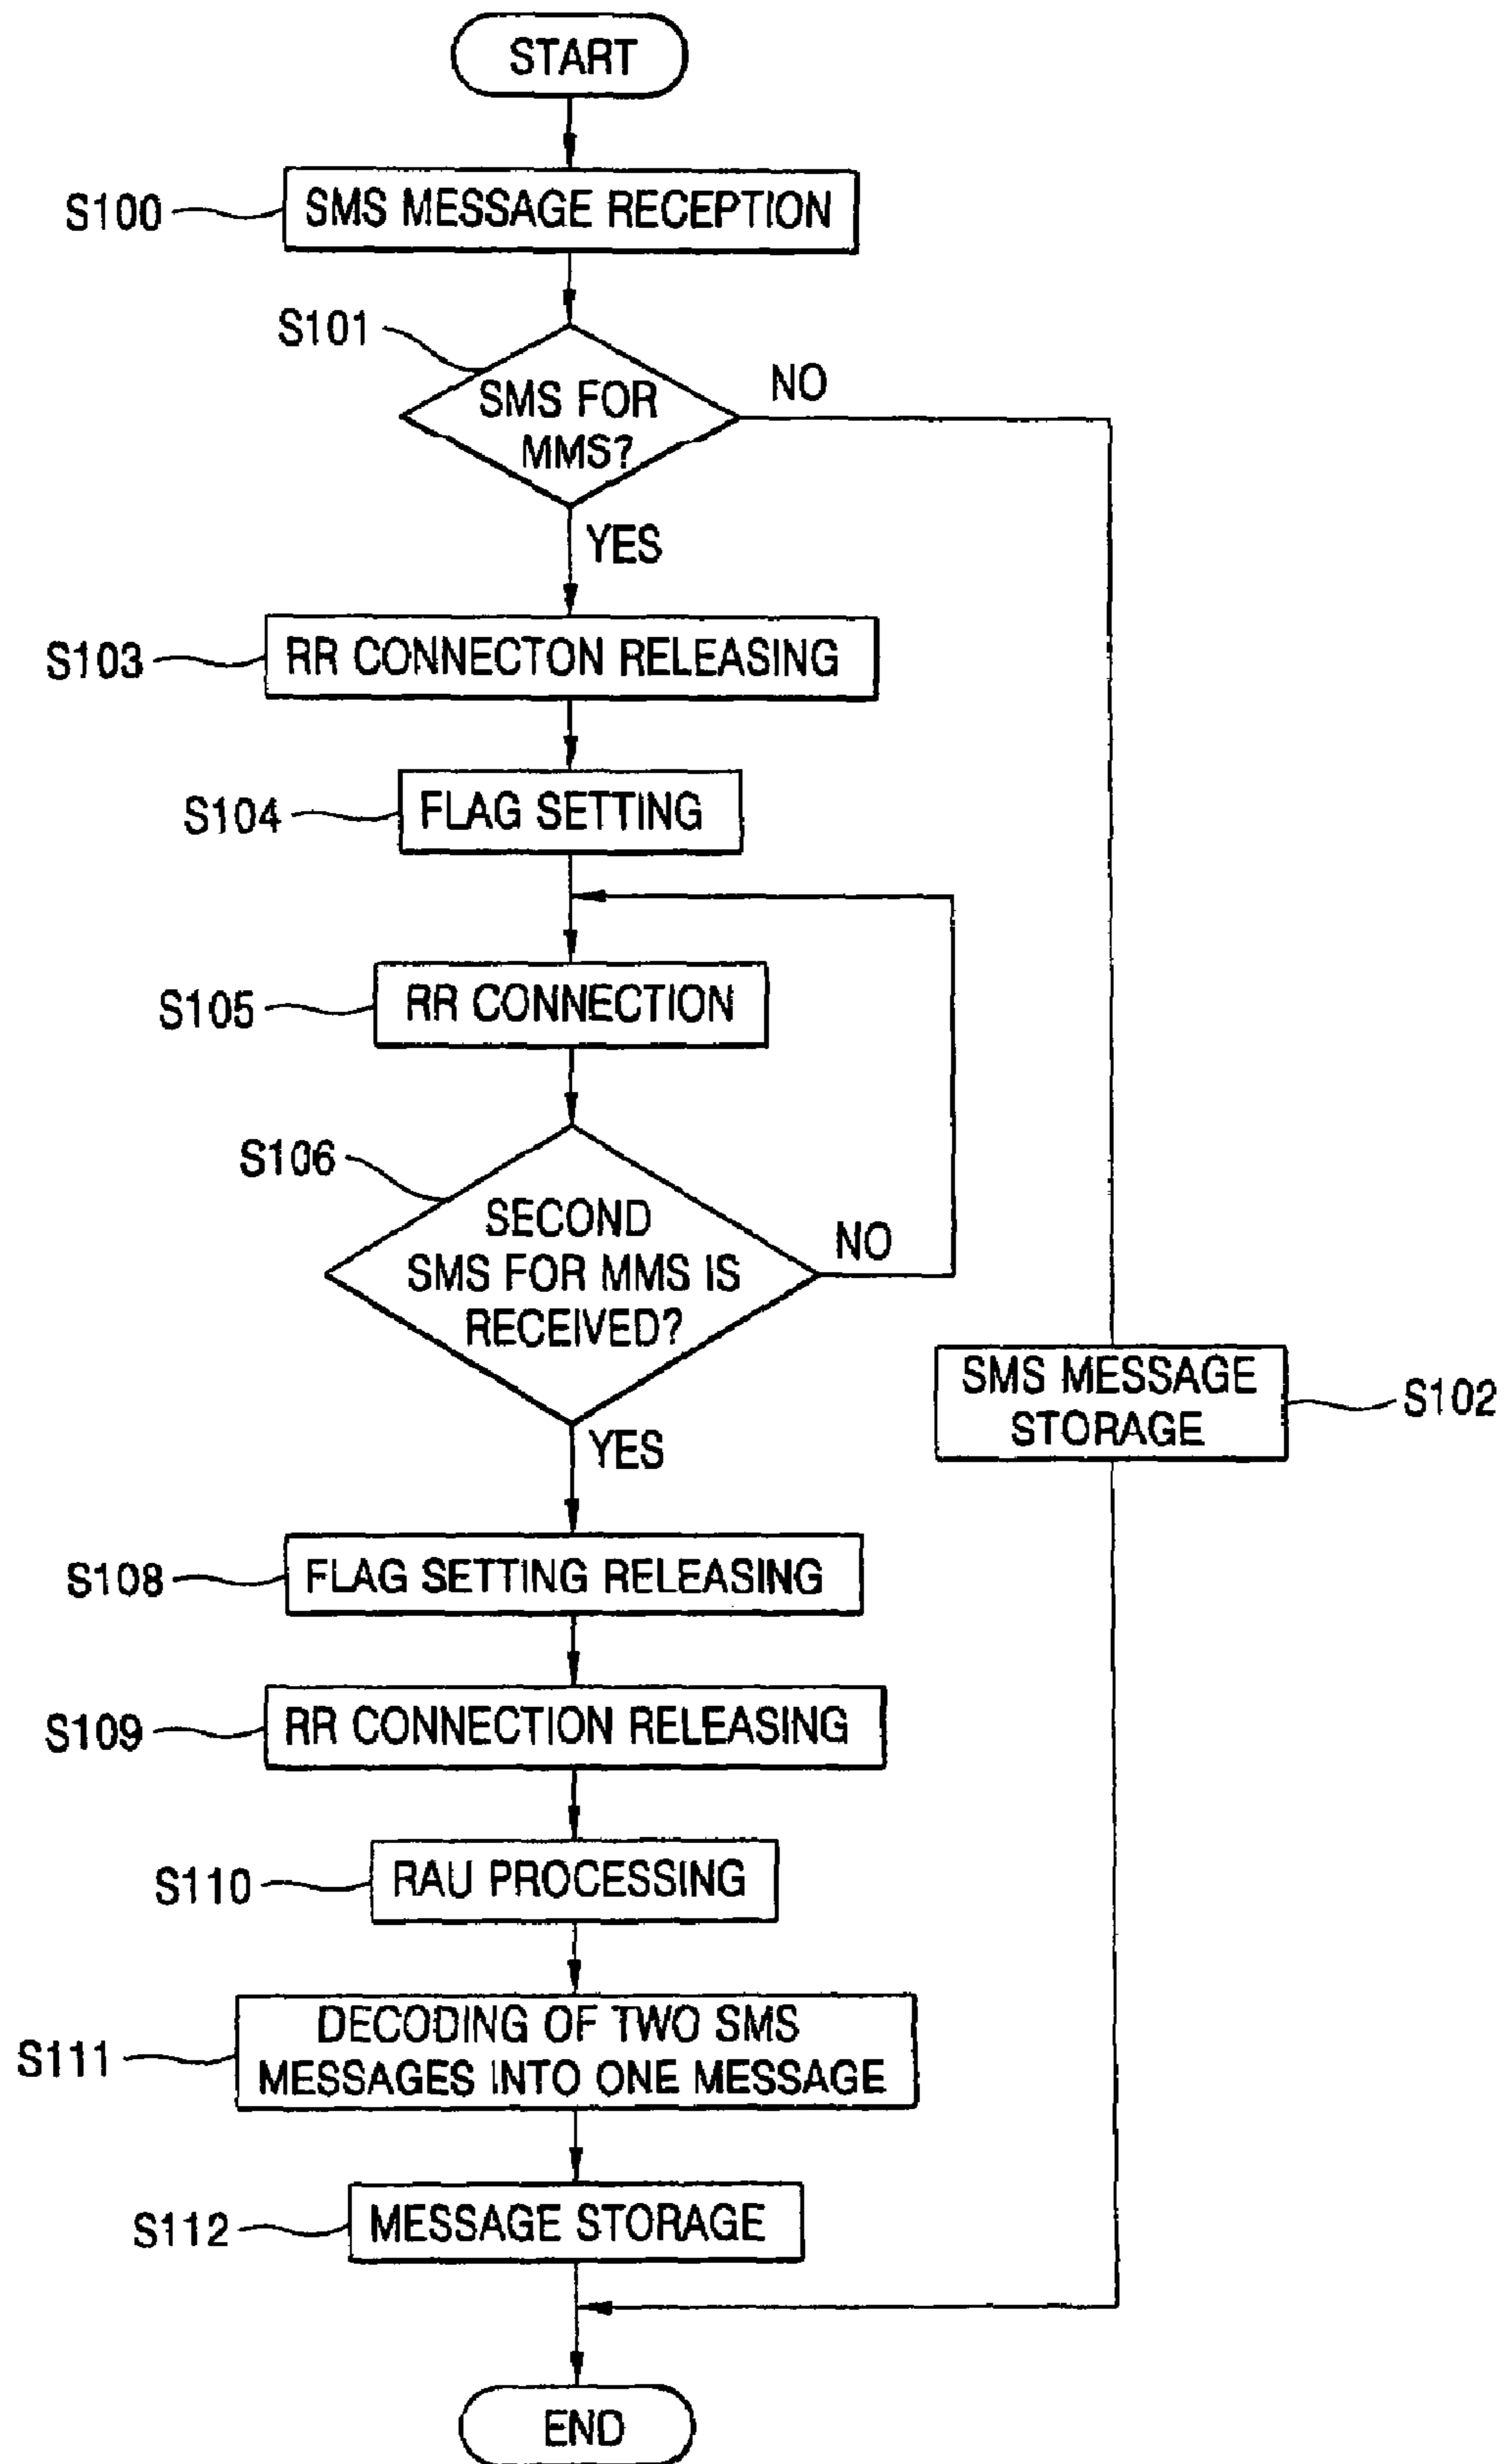 START
S100
SMS MESSAGE RECEPTION
S101
SMS FOR
MMS?
NO
YES
S103
RR CONNECTON RELEASING
S104
FLAG SETTING
S105
RR CONNECTION
S106
SECOND
SMS FOR MMS IS
RECEIVED?
NO
YES
SMS MESSAGE
STORAGE
S102
S108
FLAG SETTING RELEASING
S109
RR CONNECTION RELEASING
S110
RAU PROCESSING
S111
DECODING OF TWO SMS
MESSAGES INTO ONE MESSAGE
S112
MESSAGE STORAGE
END